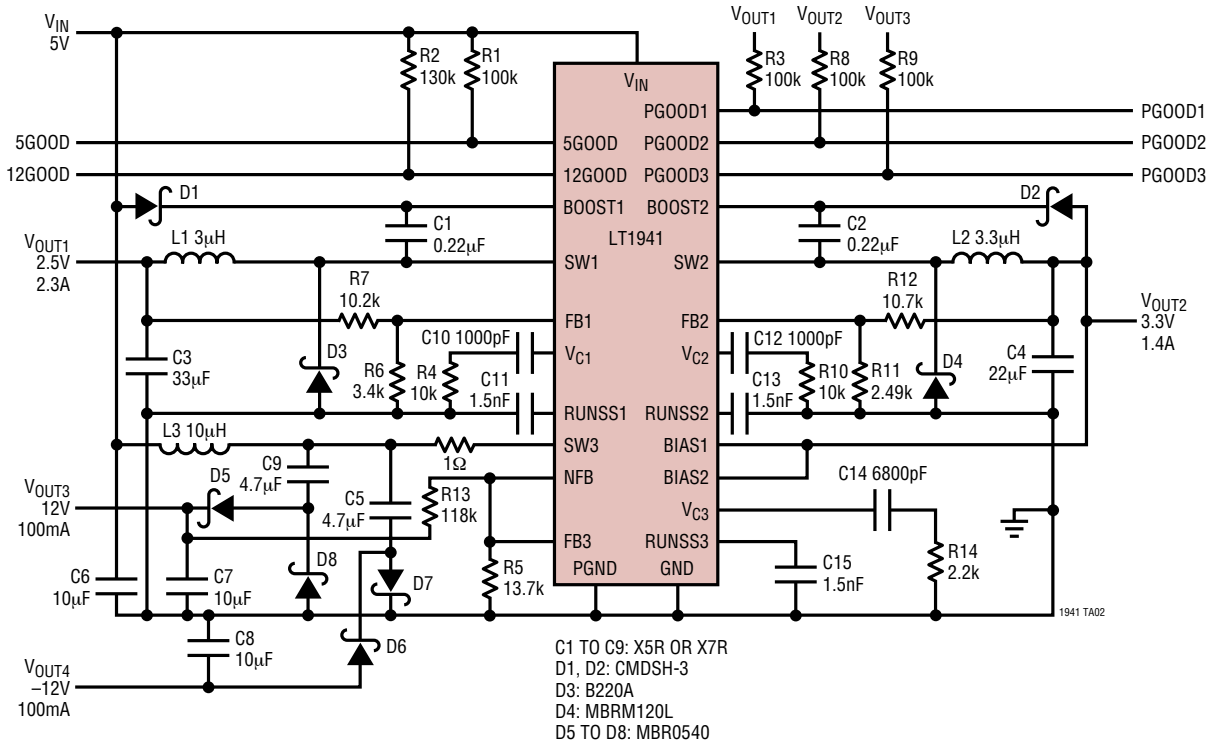 VIN
5V
R2
130k
R1
100k
VOUT1
VOUT2
VOUT3
R3
100k
R8
100k
R9
100k
VIN
PGOOD1
PGOOD1
5GOOD
5GOOD
PGOOD2
PGOOD2
12GOOD
12GOOD
PGOOD3
PGOOD3
D1
BOOST1
BOOST2
D2
C1
0.22µF
LT1941
C2
0.22µF
VOUT1
2.5V
2.3A
L1 3µH
SW1
SW2
L2 3.3µH
R7
10.2k
R12
10.7k
VOUT2
3.3V
1.4A
FB1
FB2
C10 1000pF
C12 1000pF
C3
33µF
D3
R6
3.4k
R4
10k
VC1
VC2
R10
10k
R11
2.49k
D4
C4
22µF
C11
1.5nF
C13
1.5nF
RUNSS1
RUNSS2
L3 10µH
1Ω
SW3
BIAS1
C9
4.7µF
D5
VOUT3
12V
100mA
C5
4.7µF
R13
118k
NFB
BIAS2
C14 6800pF
VC3
FB3
RUNSS3
C6
10µF
C7
10µF
D8
D7
R5
13.7k
PGND
GND
C15
1.5nF
R14
2.2k
1941 TA02
C8
10µF
D6
VOUT4
–12V
100mA
C1 TO C9: X5R OR X7R
D1, D2: CMDSH-3
D3: B220A
D4: MBRM120L
D5 TO D8: MBR0540